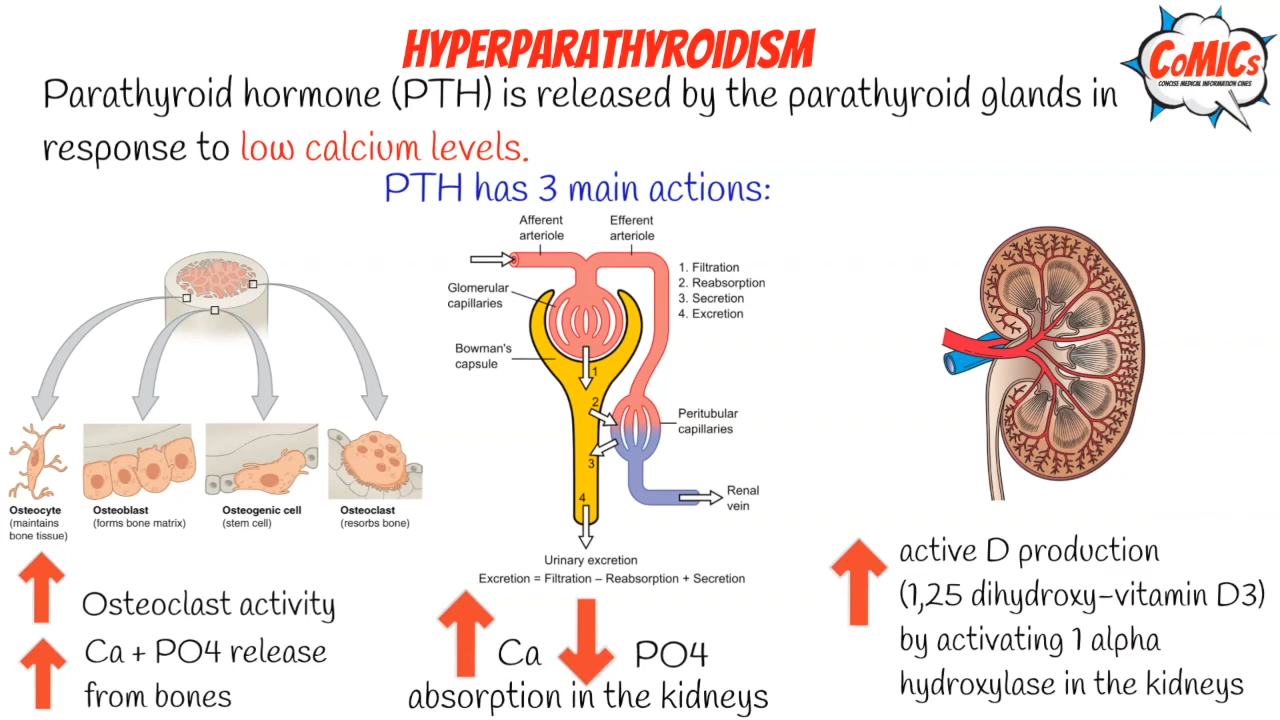 HYPERPARATHYROIDISM
CoMICs
CONCISE MEDICAL INFORMATION CINES
Parathyroid hormone (PTH) is released by the parathyroid glands in
response to low calcium levels.
PTH has 3 main actions:
Osteocyte
(maintains
bone tissue)
Osteoblast
(forms bone matrix)
Osteogenic cell
(stem cell)
Osteoclast
(resorbs bone)
Osteoclast activity
Ca + PO4 release
from bones
Afferent
arteriole
Efferent
arteriole
1. Filtration
2. Reabsorption
3. Secretion
4. Excretion
Glomerular
capillaries
Bowman's
capsule
1
2
3
4
Peritubular
capillaries
Renal
vein
Urinary excretion
Excretion = Filtration – Reabsorption + Secretion
Ca PO4
absorption in the kidneys
active D production
(1,25 dihydroxy-vitamin D3)
by activating 1 alpha
hydroxylase in the kidneys